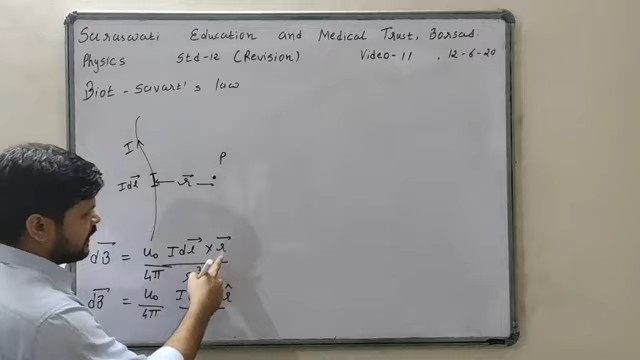 Saraswati Education and Medical Trust, Borsad.
Physics Std-12 (Revision) Video-11 . 12-6-20
Biot - Savart's law
I
P
Idl⃗ r⃗
dB⃗ = μ₀ Idl⃗ × r⃗
4π r³
dB⃗ = μ₀ I r̂
4π